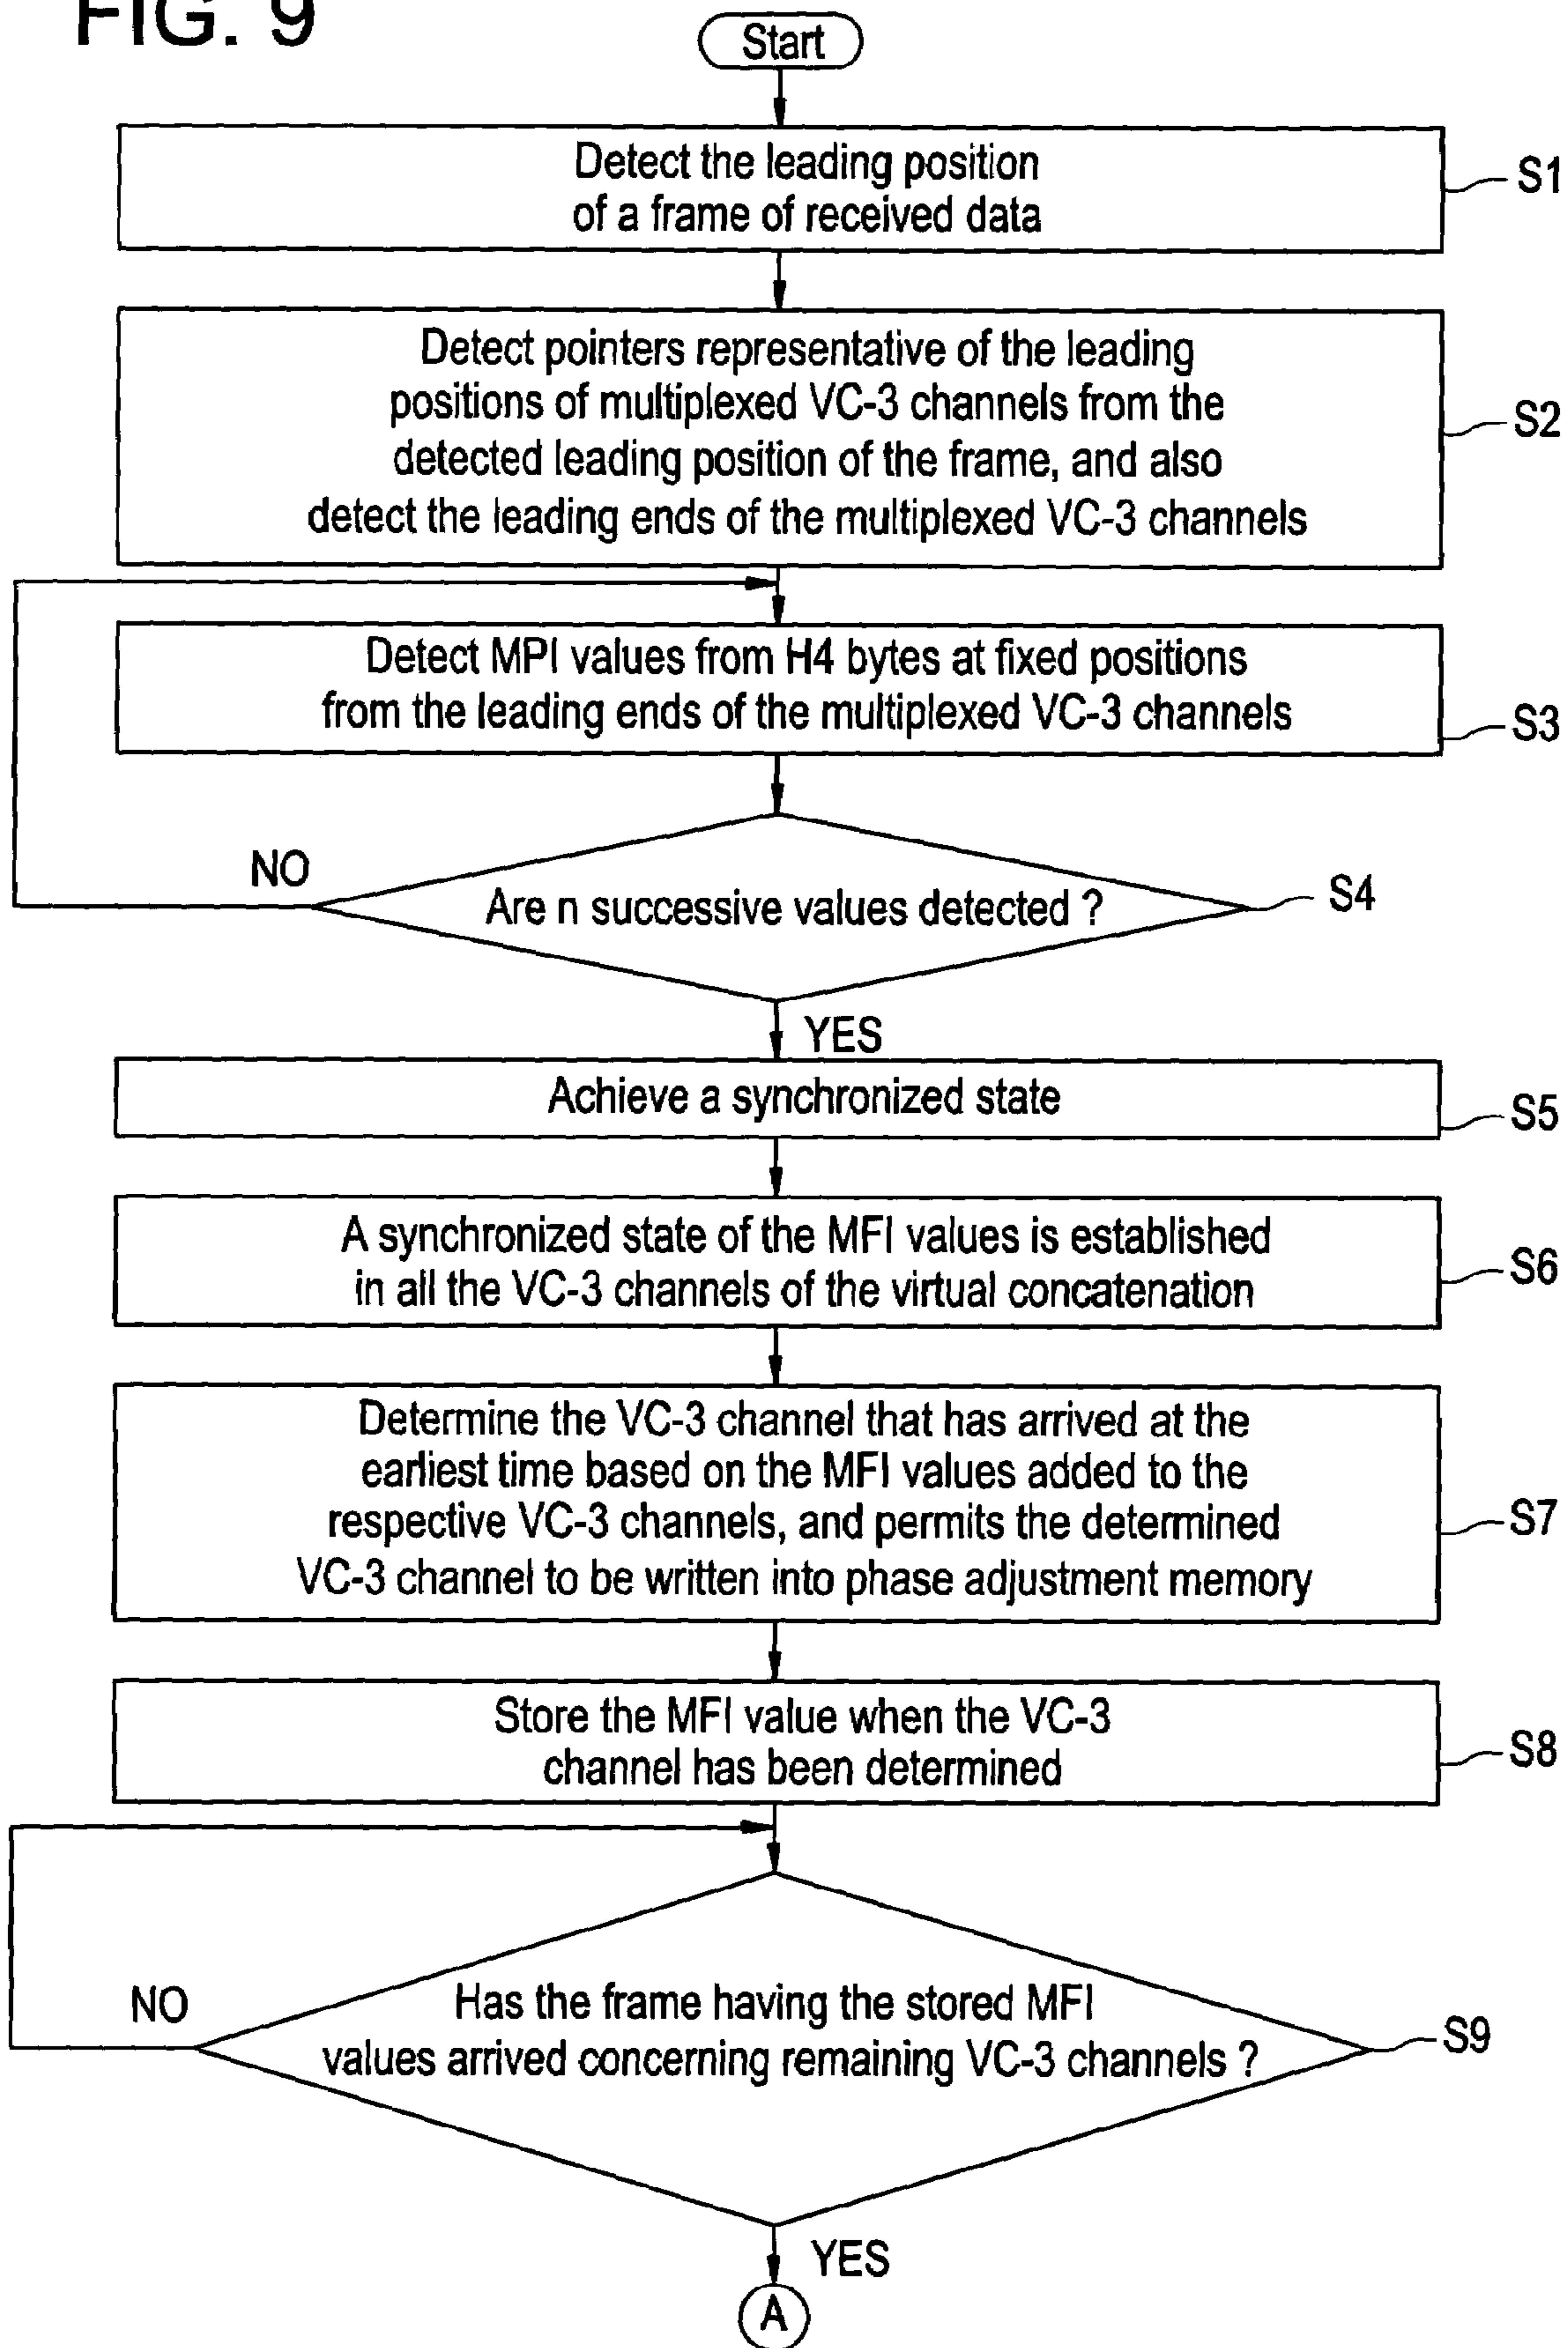 FIG. 9
Start
Detect the leading position
of a frame of received data
S1
Detect pointers representative of the leading
positions of multiplexed VC-3 channels from the
detected leading position of the frame, and also
detect the leading ends of the multiplexed VC-3 channels
S2
Detect MPI values from H4 bytes at fixed positions
from the leading ends of the multiplexed VC-3 channels
S3
NO
Are n successive values detected ?
S4
YES
Achieve a synchronized state
S5
A synchronized state of the MFI values is established
in all the VC-3 channels of the virtual concatenation
S6
Determine the VC-3 channel that has arrived at the
earliest time based on the MFI values added to the
respective VC-3 channels, and permits the determined
VC-3 channel to be written into phase adjustment memory
S7
Store the MFI value when the VC-3
channel has been determined
S8
NO
Has the frame having the stored MFI
values arrived concerning remaining VC-3 channels ?
S9
YES
A